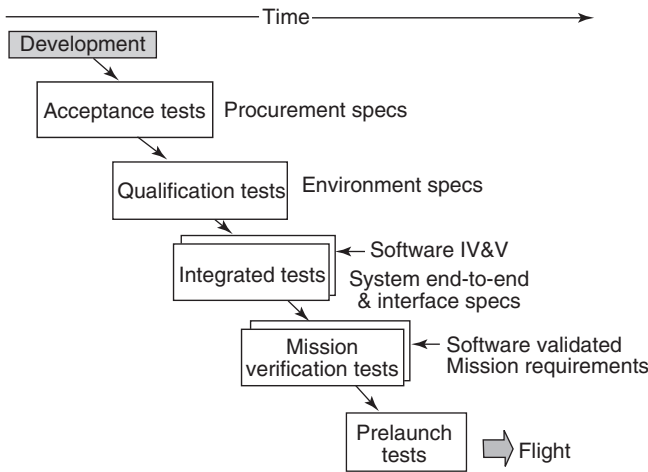 Time
Development
Acceptance tests
Procurement specs
Qualification tests
Environment specs
Software IV&V
Integrated tests
System end-to-end
& interface specs
Mission
verification tests
Software validated
Mission requirements
Prelaunch
tests
Flight